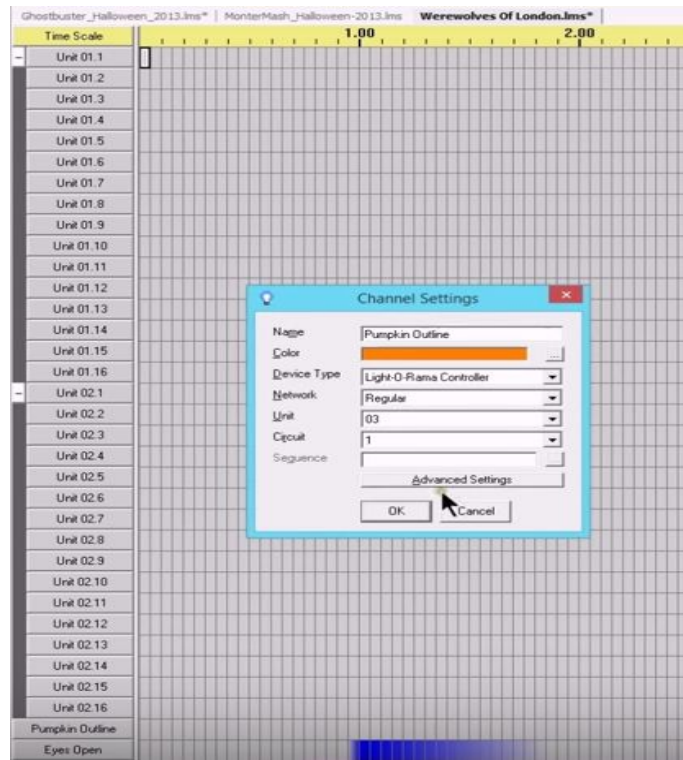 Ghostbuster_Halloween_2013.lms* MonterMash_Halloween-2013.lms Werewolves Of London.lms*
Time Scale 1.00 2.00
Unit 01.1
Unit 01.2
Unit 01.3
Unit 01.4
Unit 01.5
Unit 01.6
Unit 01.7
Unit 01.8
Unit 01.9
Unit 01.10
Unit 01.11
Unit 01.12
Unit 01.13
Unit 01.14
Unit 01.15
Unit 01.16
Unit 02.1
Unit 02.2
Unit 02.3
Unit 02.4
Unit 02.5
Unit 02.6
Unit 02.7
Unit 02.8
Unit 02.9
Unit 02.10
Unit 02.11
Unit 02.12
Unit 02.13
Unit 02.14
Unit 02.15
Unit 02.16
Pumpkin Outline
Eyes Open
Channel Settings
Name Pumpkin Outline
Color ...
Device Type Light-O-Rama Controller
Network Regular
Unit 03
Circuit 1
Sequence
Advanced Settings
OK Cancel